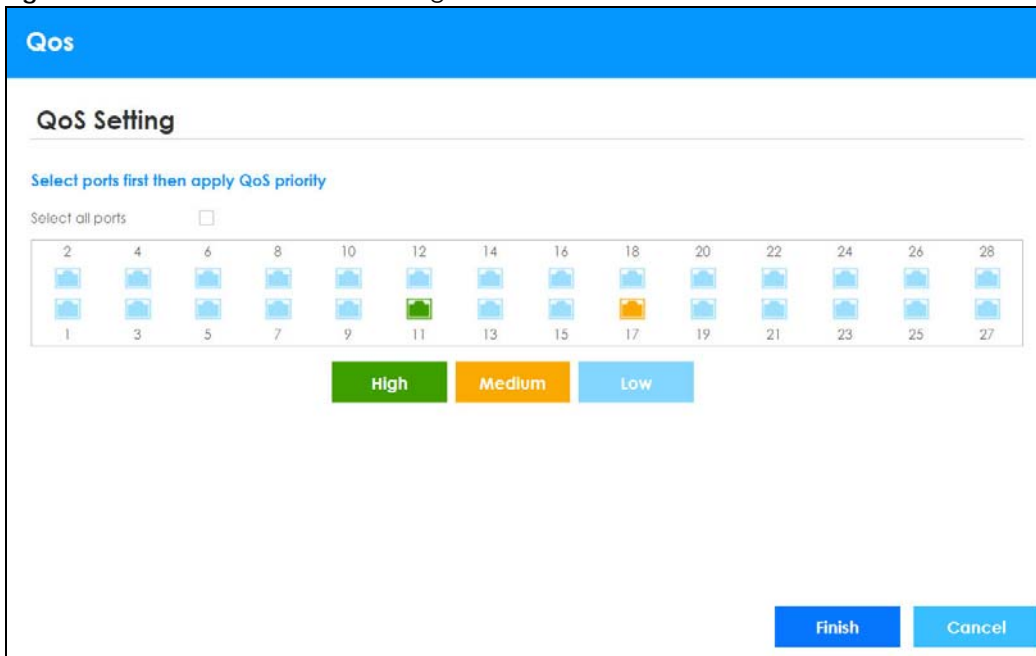 Qos
QoS Setting
Select ports first then apply QoS priority
Select all ports
2 4 6 8 10 12 14 16 18 20 22 24 26 28
1 3 5 7 9 11 13 15 17 19 21 23 25 27
High Medium Low
Finish Cancel